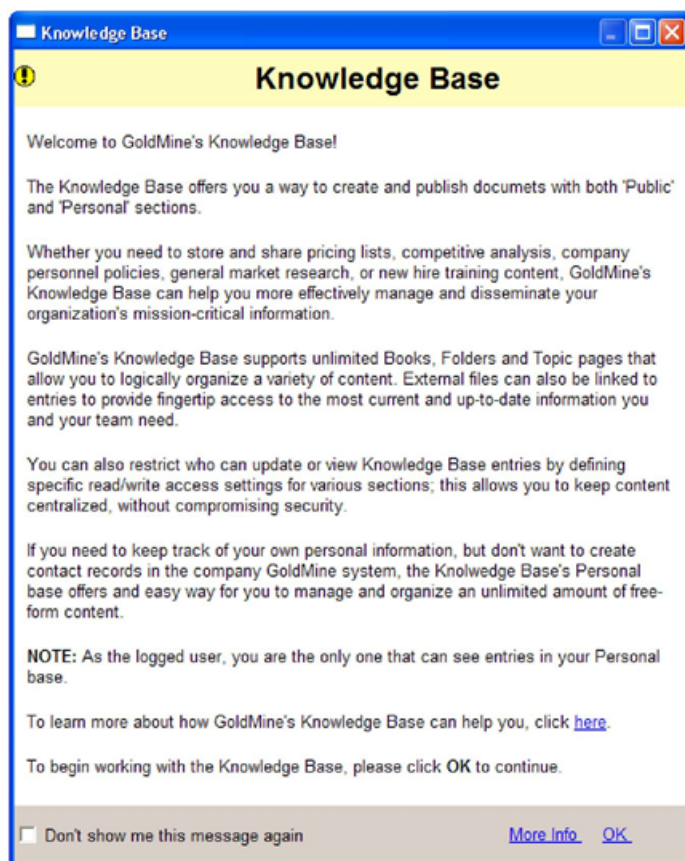 Knowledge Base
Knowledge Base
Welcome to GoldMine's Knowledge Base!
The Knowledge Base offers you a way to create and publish documets with both 'Public'
and 'Personal' sections.
Whether you need to store and share pricing lists, competitive analysis, company
personnel policies, general market research, or new hire training content, GoldMine's
Knowledge Base can help you more effectively manage and disseminate your
organization's mission-critical information.
GoldMine's Knowledge Base supports unlimited Books, Folders and Topic pages that
allow you to logically organize a variety of content. External files can also be linked to
entries to provide fingertip access to the most current and up-to-date information you
and your team need.
You can also restrict who can update or view Knowledge Base entries by defining
specific read/write access settings for various sections; this allows you to keep content
centralized, without compromising security.
If you need to keep track of your own personal information, but don't want to create
contact records in the company GoldMine system, the Knolwedge Base's Personal
base offers and easy way for you to manage and organize an unlimited amount of free-
form content.
NOTE: As the logged user, you are the only one that can see entries in your Personal
base.
To learn more about how GoldMine's Knowledge Base can help you, click here.
To begin working with the Knowledge Base, please click OK to continue.
Don't show me this message again More Info OK